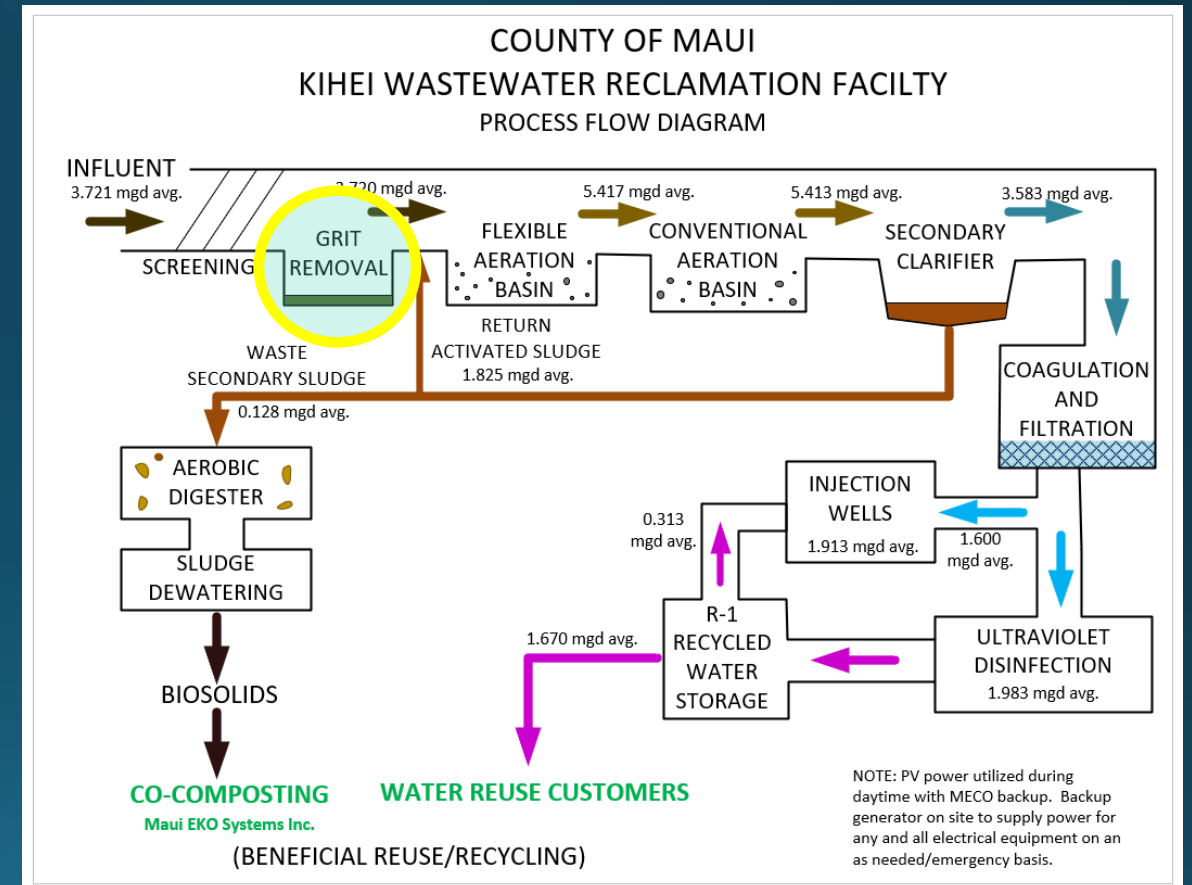 COUNTY OF MAUI
KIHEI WASTEWATER RECLAMATION FACILTY
PROCESS FLOW DIAGRAM
INFLUENT
3.721 mgd avg.
SCREENING
GRIT
REMOVAL
3.720 mgd avg.
FLEXIBLE
AERATION
BASIN
5.417 mgd avg.
CONVENTIONAL
AERATION
BASIN
5.413 mgd avg.
SECONDARY
CLARIFIER
3.583 mgd avg.
RETURN
ACTIVATED SLUDGE
1.825 mgd avg.
WASTE
SECONDARY SLUDGE
0.128 mgd avg.
COAGULATION
AND
FILTRATION
AEROBIC
DIGESTER
SLUDGE
DEWATERING
BIOSOLIDS
CO-COMPOSTING
Maui EKO Systems Inc.
INJECTION
WELLS
1.913 mgd avg.
1.600
mgd avg.
0.313
mgd avg.
ULTRAVIOLET
DISINFECTION
1.983 mgd avg.
R-1
RECYCLED
WATER
STORAGE
1.670 mgd avg.
WATER REUSE CUSTOMERS
(BENEFICIAL REUSE/RECYCLING)
NOTE: PV power utilized during
daytime with MECO backup. Backup
generator on site to supply power for
any and all electrical equipment on an
as needed/emergency basis.